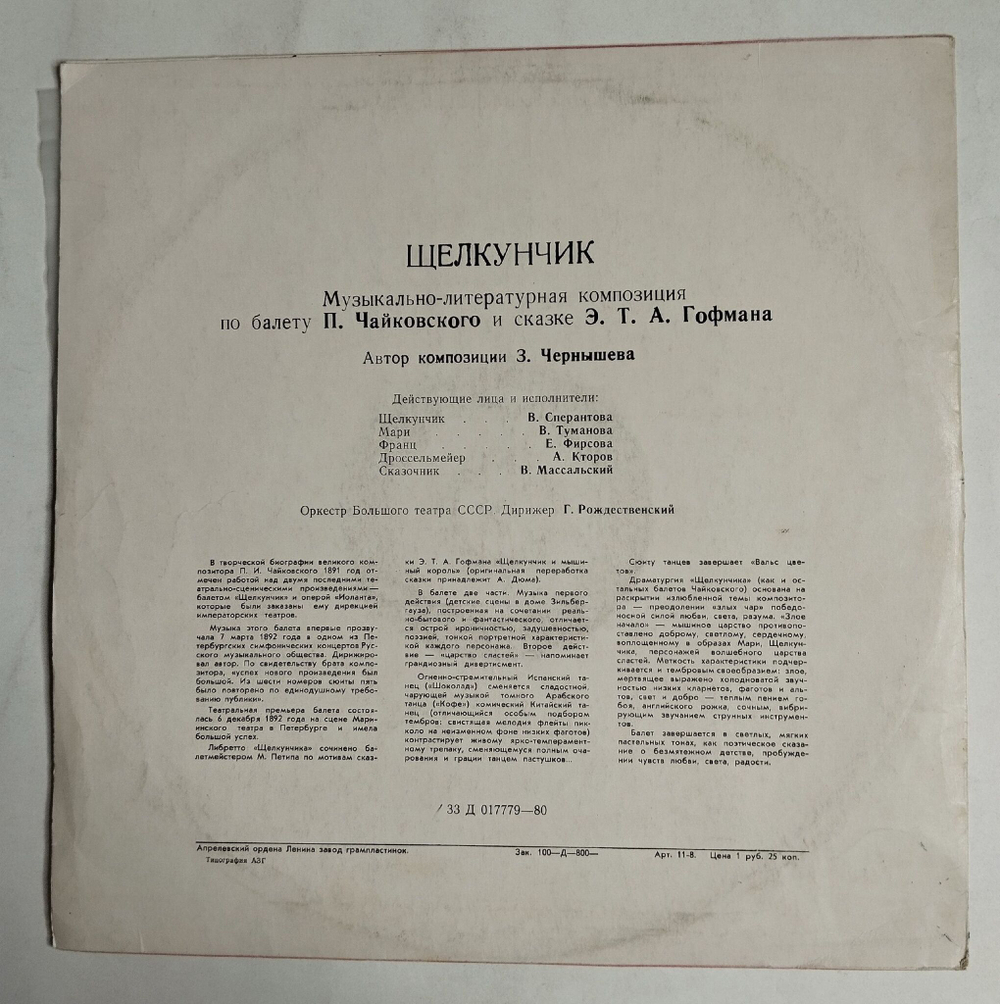 ЩЕЛКУНЧИК
Музыкально-литературная композиция
по балету П. Чайковского и сказке Э. Т. А. Гофмана
Автор композиции З. Чернышева
Действующие лица и исполнители:
Щелкунчик . . . В. Сперантова
Мари . . . . . В. Туманова
Франц . . . . . Е. Фирсова
Дроссельмейер . . . А. Кторов
Сказочник . . . В. Массальский
Оркестр Большого театра СССР. Дирижер Г. Рождественский
В творческой биографии великого ком-
позитора П. И. Чайковского 1891 год от-
мечен работой над двумя последними те-
атрально-сценическими произведениями —
балетом «Щелкунчик» и оперой «Иоланта»,
которые были заказаны ему дирекцией
императорских театров.
Музыка этого балета впервые прозву-
чала 7 марта 1892 года в одном из Пе-
тербургских симфонических концертов Рус-
ского музыкального общества. Дирижиро-
вал автор. По свидетельству брата компо-
зитора, «успех нового произведения был
большой. Из шести номеров сюиты пять
было повторено по единодушному требо-
ванию публики».
Театральная премьера балета состоя-
лась 6 декабря 1892 года на сцене Мари-
инского театра в Петербурге и имела
большой успех.
Либретто «Щелкунчика» сочинено ба-
летмейстером М. Петипа по мотивам сказ-
ки Э. Т. А. Гофмана «Щелкунчик и мыши-
ный король» (оригинальная переработка
сказки принадлежит А. Дюма).
В балете две части. Музыка первого
действия (детские сцены в доме Зильбер-
гауза), построенная на сочетании реаль-
но-бытового и фантастического, отличает-
ся острой ироничностью, задушевностью,
поэзией, тонкой портретной характеристи-
кой каждого персонажа. Второе дейст-
вие — «царство сластей» — напоминает
грандиозный дивертисмент.
Огненно-стремительный Испанский та-
нец («Шоколад») сменяется сладостной,
чарующей музыкой томного Арабского
танца («Кофе») комический Китайский та-
нец (отличающийся особым подбором
тембров: свистящая мелодия флейты пик-
коло на неизменном фоне низких фаготов)
контрастирует живому ярко-темперамент-
ному трепаку, сменяющемуся полным оча-
рования и грации танцем пастушков...
Сюиту танцев завершает «Вальс цве-
тов».
Драматургия «Щелкунчика» (как и ос-
тальных балетов Чайковского) основана на
раскрытии излюбленной темы композито-
ра — преодолении «злых чар» победо-
носной силой любви, света, разума. «Злое
начало» — мышиное царство противопо-
ставлено доброму, светлому, сердечному,
воплощенному в образах Мари, Щелкун-
чика, персонажей волшебного царства
сластей. Меткость характеристики подчер-
кивается и тембровым своеобразием: злое,
мертвящее выражено холодноватой звуч-
ностью низких кларнетов, фаготов и аль-
тов, свет и добро — теплым пением го-
боя, английского рожка, сочным, вибри-
рующим звучанием струнных инструмен-
тов.
Балет завершается в светлых, мягких
пастельных тонах, как поэтическое сказа-
ние о безмятежном детстве, пробужде-
нии чувств любви, света, радости.
/ 33 Д 017779—80
Апрелевский ордена Ленина завод грампластинок. Зак. 100—Д—800— Арт. 11-8. Цена 1 руб. 25 коп.
Типография АЗГ